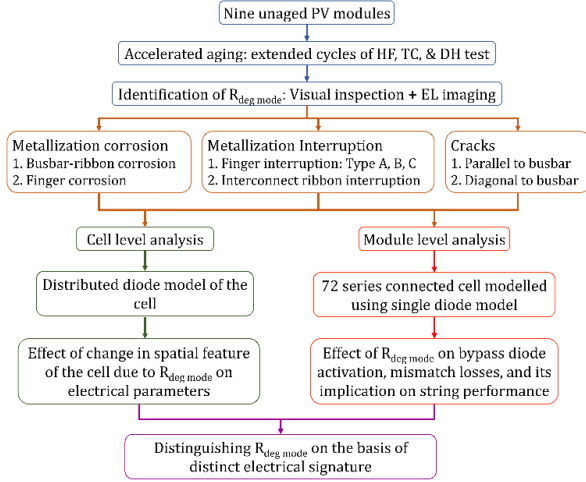 Nine unaged PV modules
Accelerated aging: extended cycles of HF, TC, & DH test
Identification of R_deg mode: Visual inspection + EL imaging
Metallization corrosion
1. Busbar-ribbon corrosion
2. Finger corrosion
Metallization Interruption
1. Finger interruption: Type A, B, C
2. Interconnect ribbon interruption
Cracks
1. Parallel to busbar
2. Diagonal to busbar
Cell level analysis
Module level analysis
Distributed diode model of the
cell
72 series connected cell modelled
using single diode model
Effect of change in spatial feature
of the cell due to R_deg mode on
electrical parameters
Effect of R_deg mode on bypass diode
activation, mismatch losses, and its
implication on string performance
Distinguishing R_deg mode on the basis of
distinct electrical signature